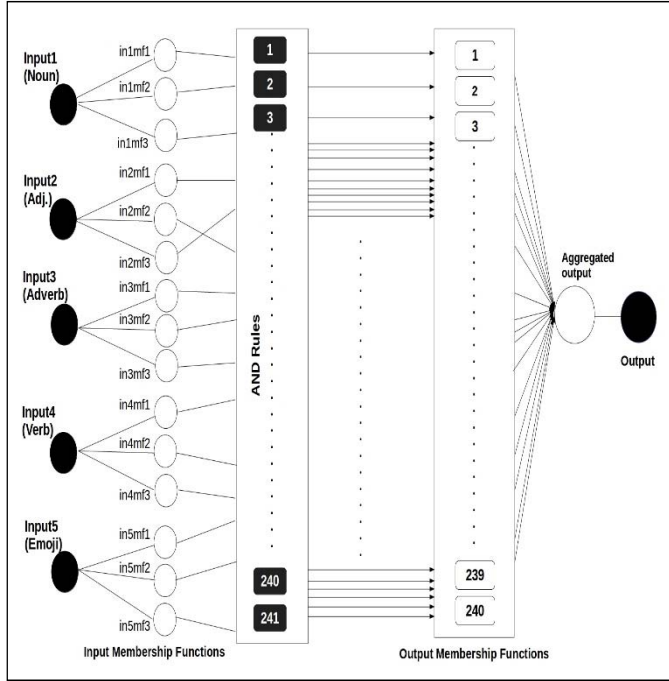 Input1
(Noun)
in1mf1
in1mf2
in1mf3
Input2
(Adj.)
in2mf1
in2mf2
in2mf3
Input3
(Adverb)
in3mf1
in3mf2
in3mf3
Input4
(Verb)
in4mf1
in4mf2
in4mf3
Input5
(Emoji)
in5mf1
in5mf2
in5mf3
Input Membership Functions
1
2
3
AND Rules
240
241
1
2
3
239
240
Output Membership Functions
Aggregated
output
Output